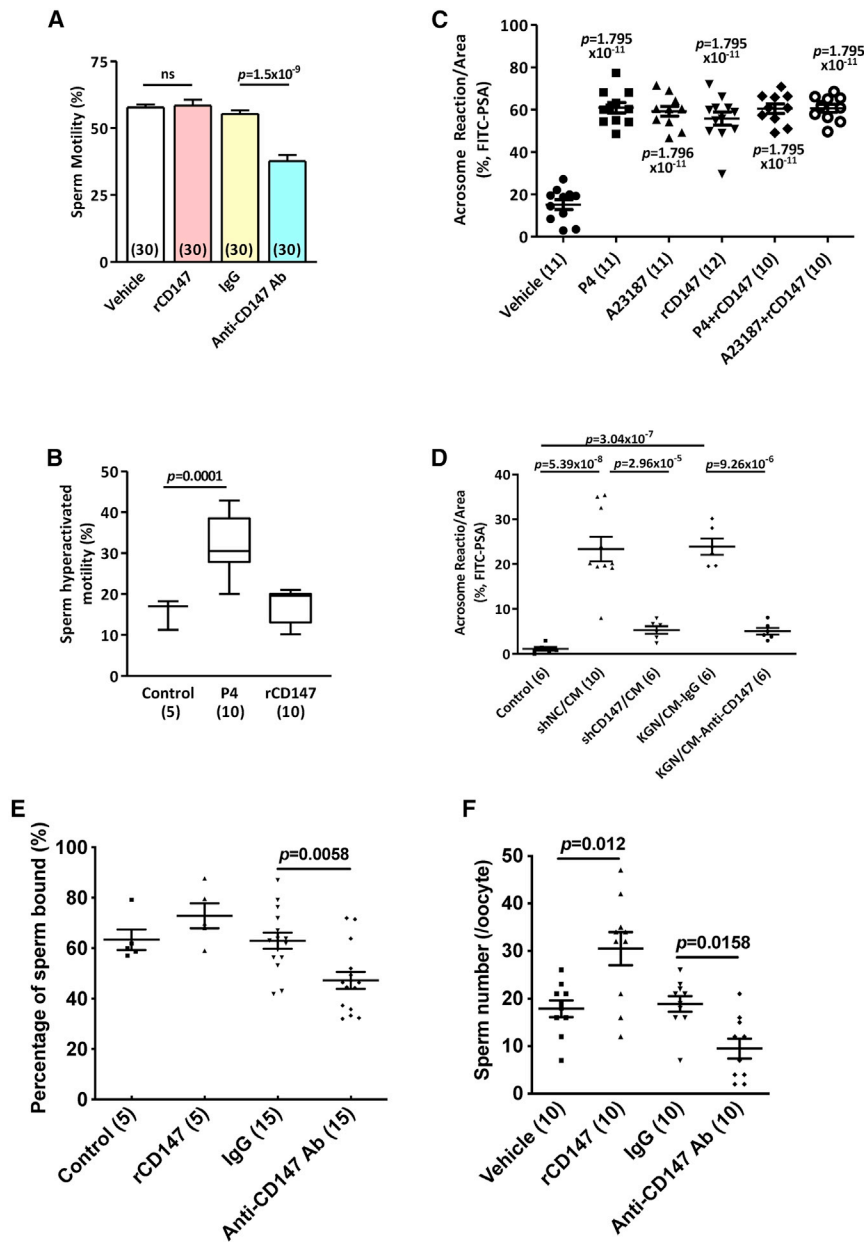 A
Sperm Motility (%)
75
50
25
0
ns
p=1.5x10-9
(30)
(30)
(30)
(30)
Vehicle
rCD147
IgG
Anti-CD147 Ab
C
Acrosome Reaction/Area
(%, FITC-PSA)
100
80
60
40
20
0
p=1.795
x10-11
p=1.796
x10-11
p=1.795
x10-11
p=1.795
x10-11
p=1.795
x10-11
Vehicle (11)
P4 (11)
A23187 (11)
rCD147 (12)
P4+rCD147 (10)
A23187+rCD147 (10)
B
Sperm hyperactivated
motility (%)
50
40
30
20
10
0
p=0.0001
Control
(5)
P4
(10)
rCD147
(10)
D
Acrosome Reactio/Area
(%, FITC-PSA)
40
30
20
10
0
p=3.04x10-7
p=5.39x10-8
p=2.96x10-5
p=9.26x10-6
Control (6)
shNC/CM (10)
shCD147/CM (6)
KGN/CM-IgG (6)
KGN/CM-Anti-CD147 (6)
E
Percentage of sperm bound (%)
100
80
60
40
20
0
p=0.0058
Control (5)
rCD147 (5)
IgG (15)
Anti-CD147 Ab (15)
F
Sperm number (/oocyte)
50
40
30
20
10
0
p=0.012
p=0.0158
Vehicle (10)
rCD147 (10)
IgG (10)
Anti-CD147 Ab (10)